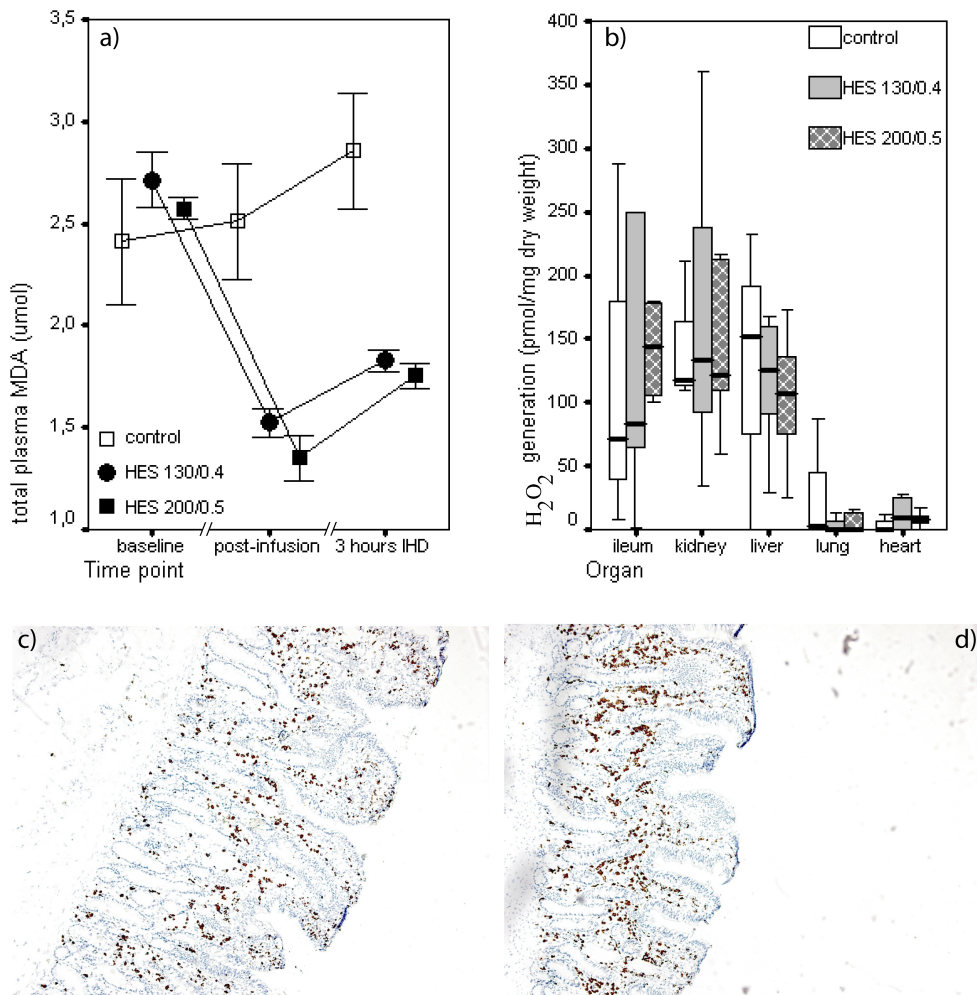 a)
total plasma MDA (umol)
3,5
3,0
2,5
2,0
1,5
1,0
control
HES 130/0.4
HES 200/0.5
baseline
post-infusion
3 hours IHD
Time point
b)
H2O2 generation (pmol/mg dry weight)
400
350
300
250
200
150
100
50
0
control
HES 130/0.4
HES 200/0.5
ileum
kidney
liver
lung
heart
Organ
c)
d)